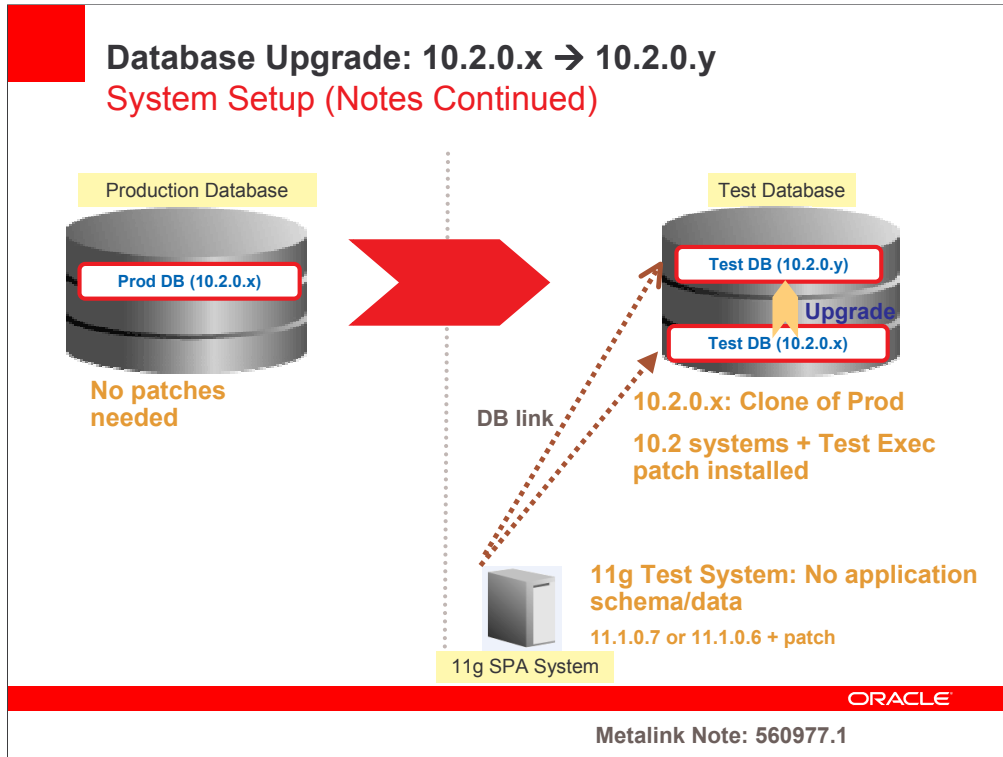 Database Upgrade: 10.2.0.x → 10.2.0.y
System Setup (Notes Continued)
Production Database
Prod DB (10.2.0.x)
No patches
needed
Test Database
Test DB (10.2.0.y)
Upgrade
Test DB (10.2.0.x)
DB link
10.2.0.x: Clone of Prod
10.2 systems + Test Exec
patch installed
11g Test System: No application
schema/data
11.1.0.7 or 11.1.0.6 + patch
11g SPA System
ORACLE
Metalink Note: 560977.1